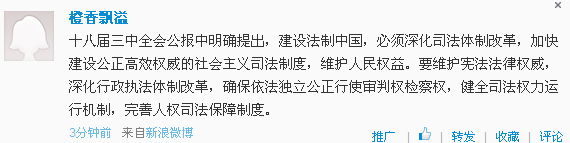 橙香飘溢
十八届三中全会公报中明确提出，建设法制中国，必须深化司法体制改革，加快
建设公正高效权威的社会主义司法制度，维护人民权益。要维护宪法法律权威，
深化行政执法体制改革，确保依法独立公正行使审判权检察权，健全司法权力运
行机制，完善人权司法保障制度。
3分钟前 来自新浪微博 推广 | | 转发 | 收藏 | 评论